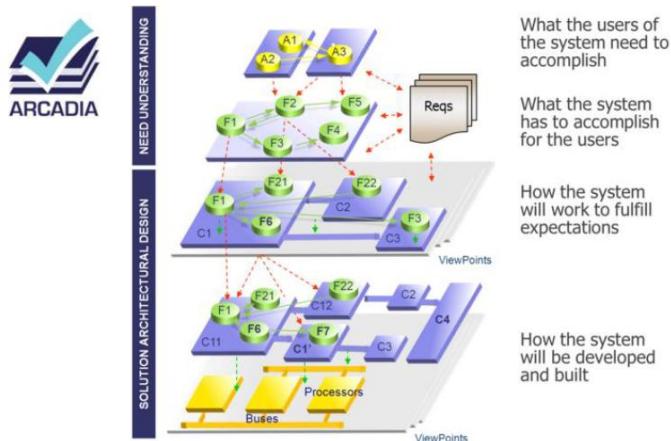 ARCADIA
NEED UNDERSTANDING
A1
A2
A3
What the users of
the system need to
accomplish
F1
F2
F5
F3
F4
Reqs
What the system
has to accomplish
for the users
SOLUTION ARCHITECTURAL DESIGN
F1
F21
F22
F6
F3
C1
C2
C3
ViewPoints
How the system
will work to fulfill
expectations
F1
F21
F22
C12
C2
F6
F7
C4
C11
C1'
C3
Processors
Buses
ViewPoints
How the system
will be developed
and built